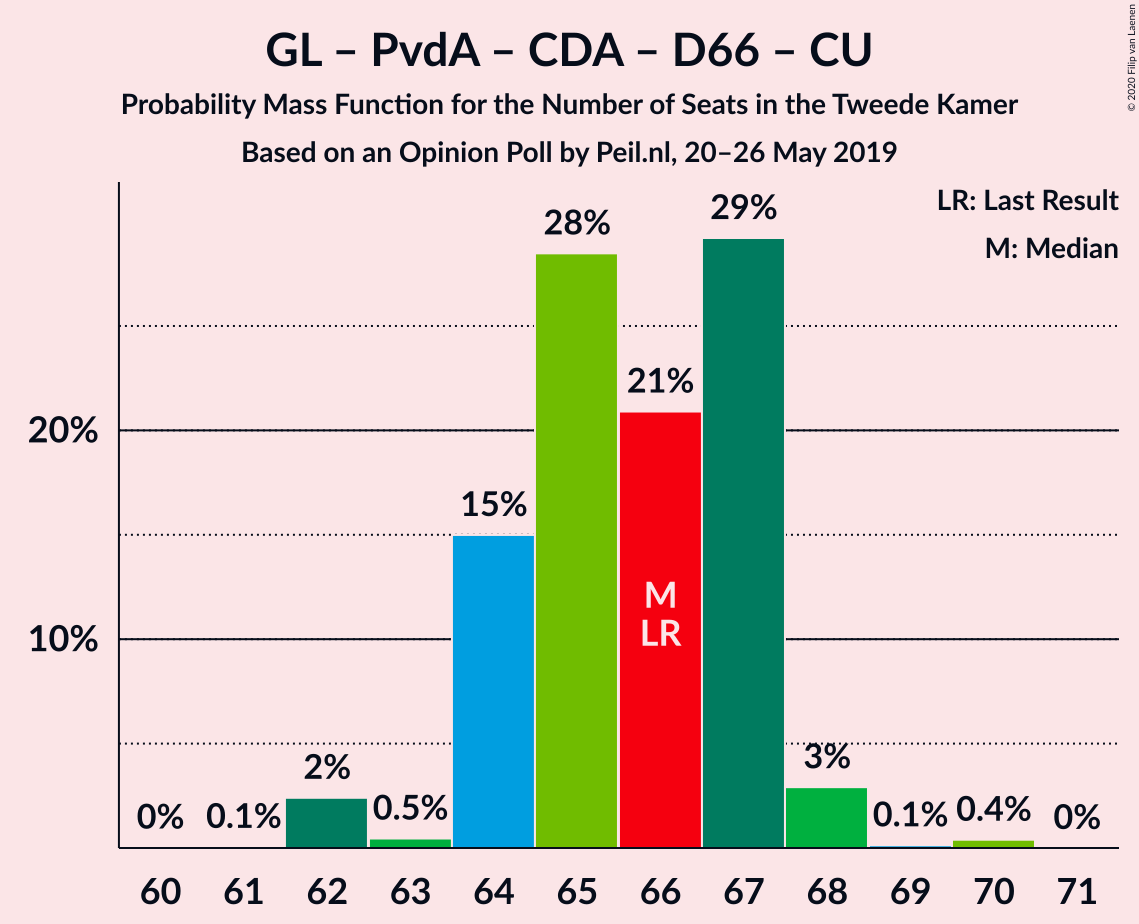 GL – PvdA – CDA – D66 – CU
Probability Mass Function for the Number of Seats in the Tweede Kamer
Based on an Opinion Poll by Peil.nl, 20–26 May 2019
© 2020 Filip van Laenen
LR: Last Result
M: Median
20%
10%
0%
0.1%
2%
0.5%
15%
28%
21%
29%
3%
0.1%
0.4%
0%
M
LR
60 61 62 63 64 65 66 67 68 69 70 71